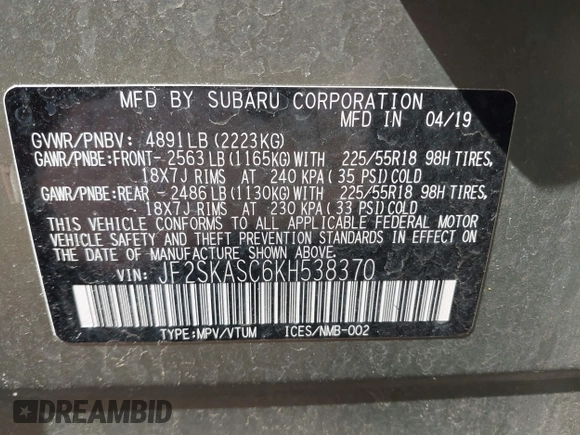 MFD BY SUBARU CORPORATION
MFD IN 04/19
GVWR/PNBV: 4891LB(2223KG)
GAWR/PNBE:FRONT-2563LB(1165KG)WITH 225/55R18 98H TIRES,
18X7J RIMS AT 240 KPA(35 PSI)COLD
GAWR/PNBE:REAR -2486LB(1130KG)WITH 225/55R18 98H TIRES,
18X7J RIMS AT 230 KPA(33 PSI)COLD
THIS VEHICLE CONFORMS TO ALL APPLICABLE FEDERAL MOTOR
VEHICLE SAFETY AND THEFT PREVENTION STANDARDS IN EFFECT
ON THE DATE OF MANUFACTURE SHOWN ABOVE.
VIN: JF2SKASC6KH538370
TYPE:MPV/VTUM ICES/NMB-002
DREAMBID